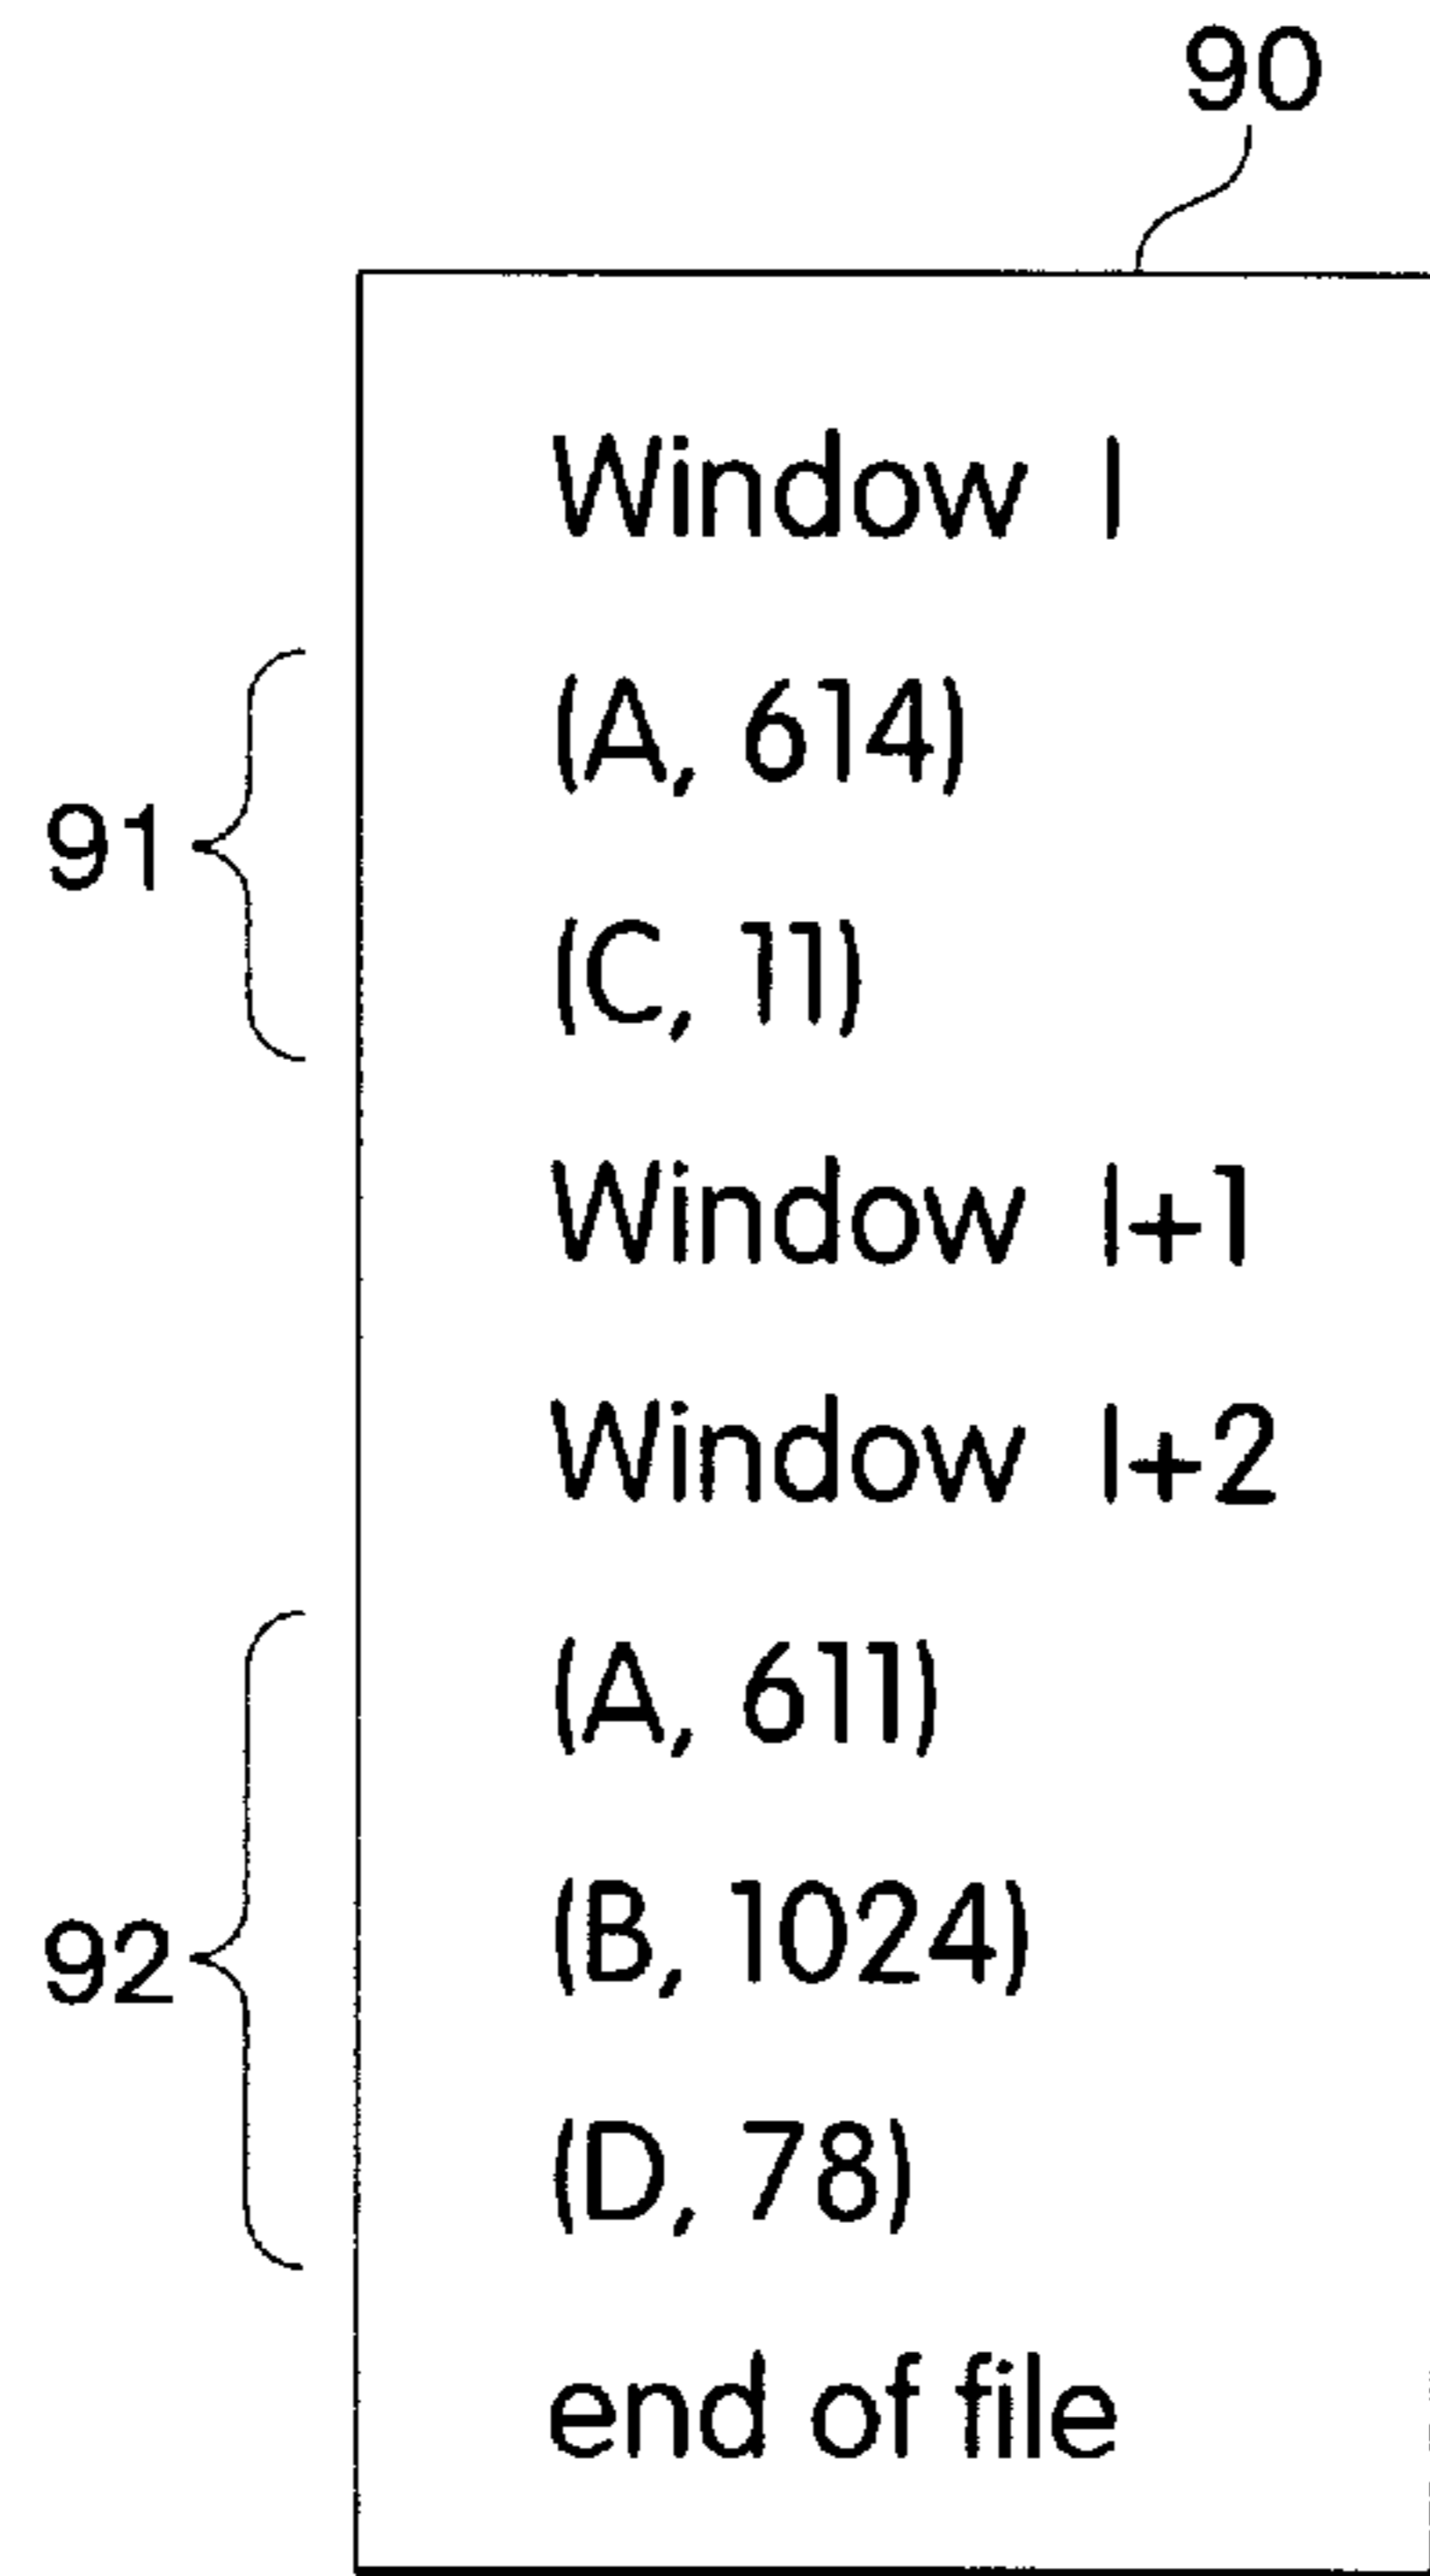 90
Window I
(A, 614)
91
(C, 11)
Window I+1
Window I+2
(A, 611)
(B, 1024)
92
(D, 78)
end of file